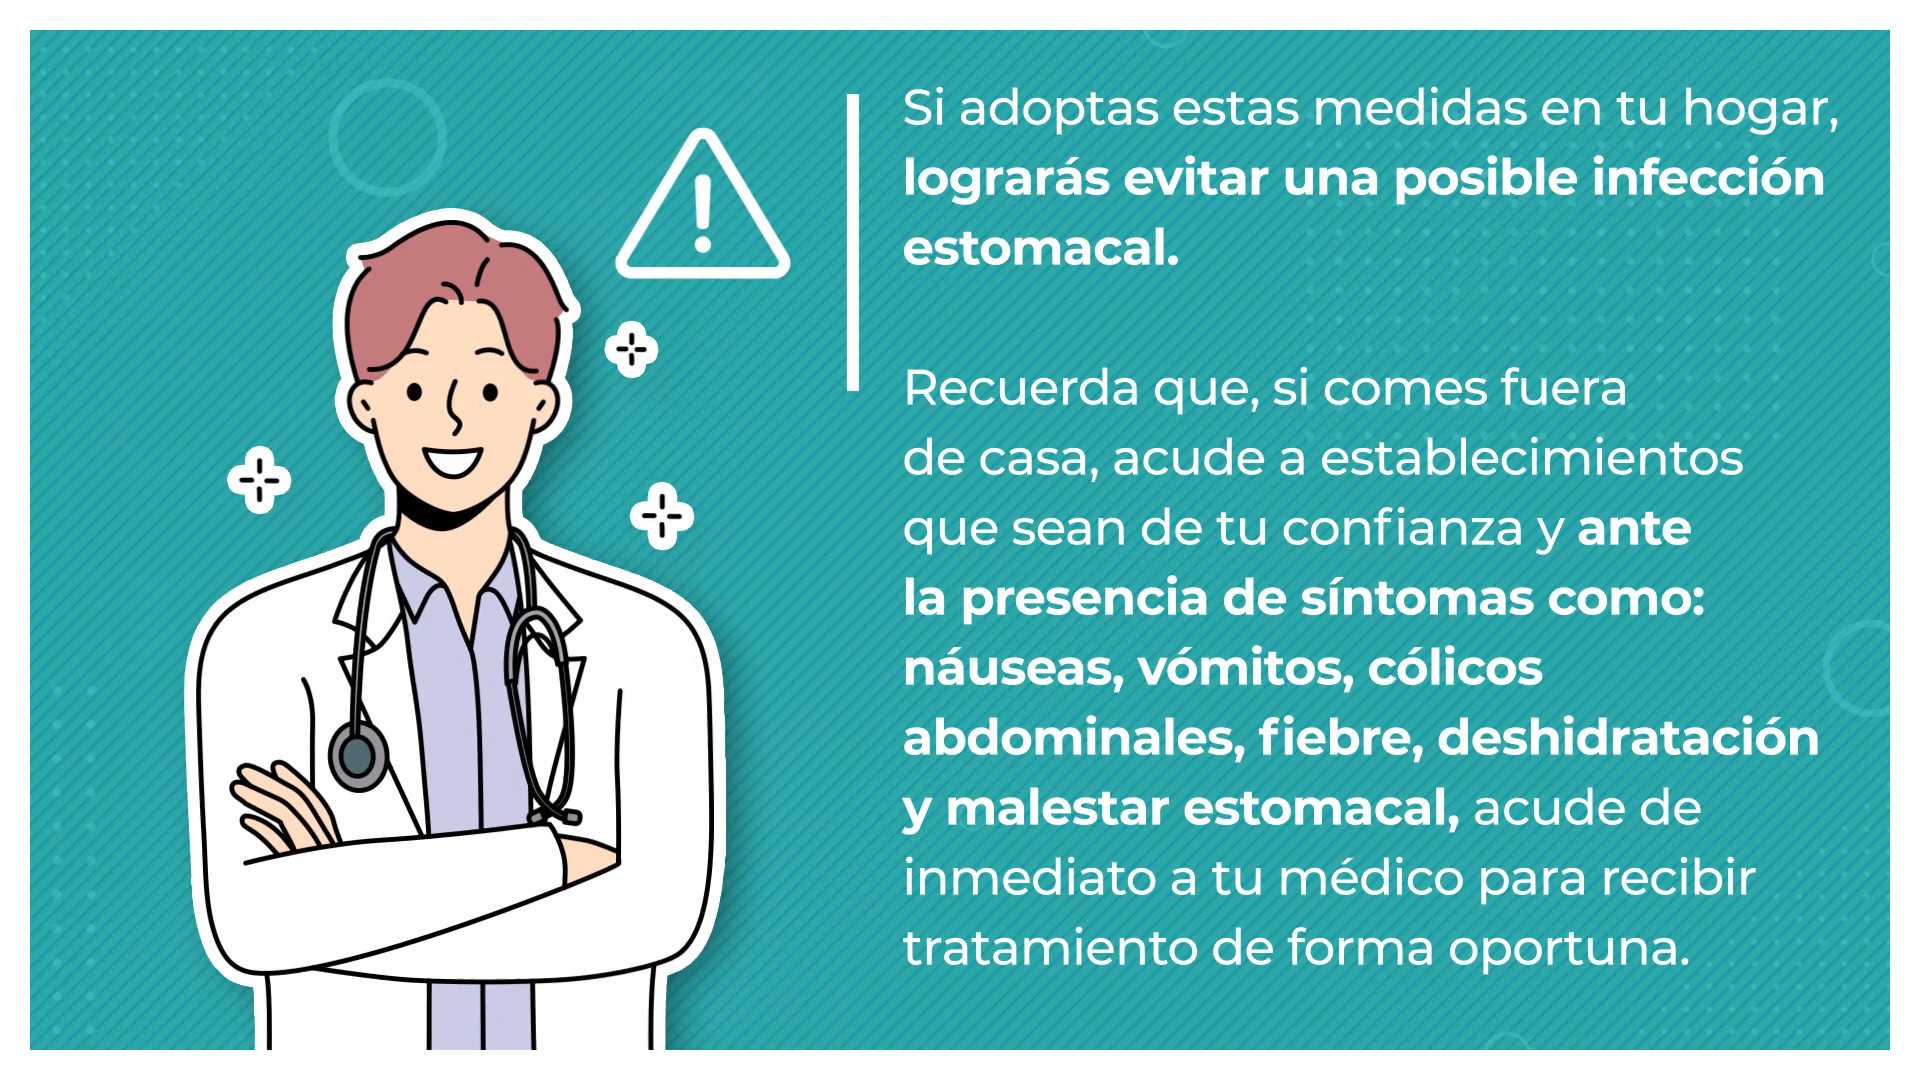 Si adoptas estas medidas en tu hogar,
lograrás evitar una posible infección
estomacal.
Recuerda que, si comes fuera
de casa, acude a establecimientos
que sean de tu confianza y ante
la presencia de síntomas como:
náuseas, vómitos, cólicos
abdominales, fiebre, deshidratación
y malestar estomacal, acude de
inmediato a tu médico para recibir
tratamiento de forma oportuna.